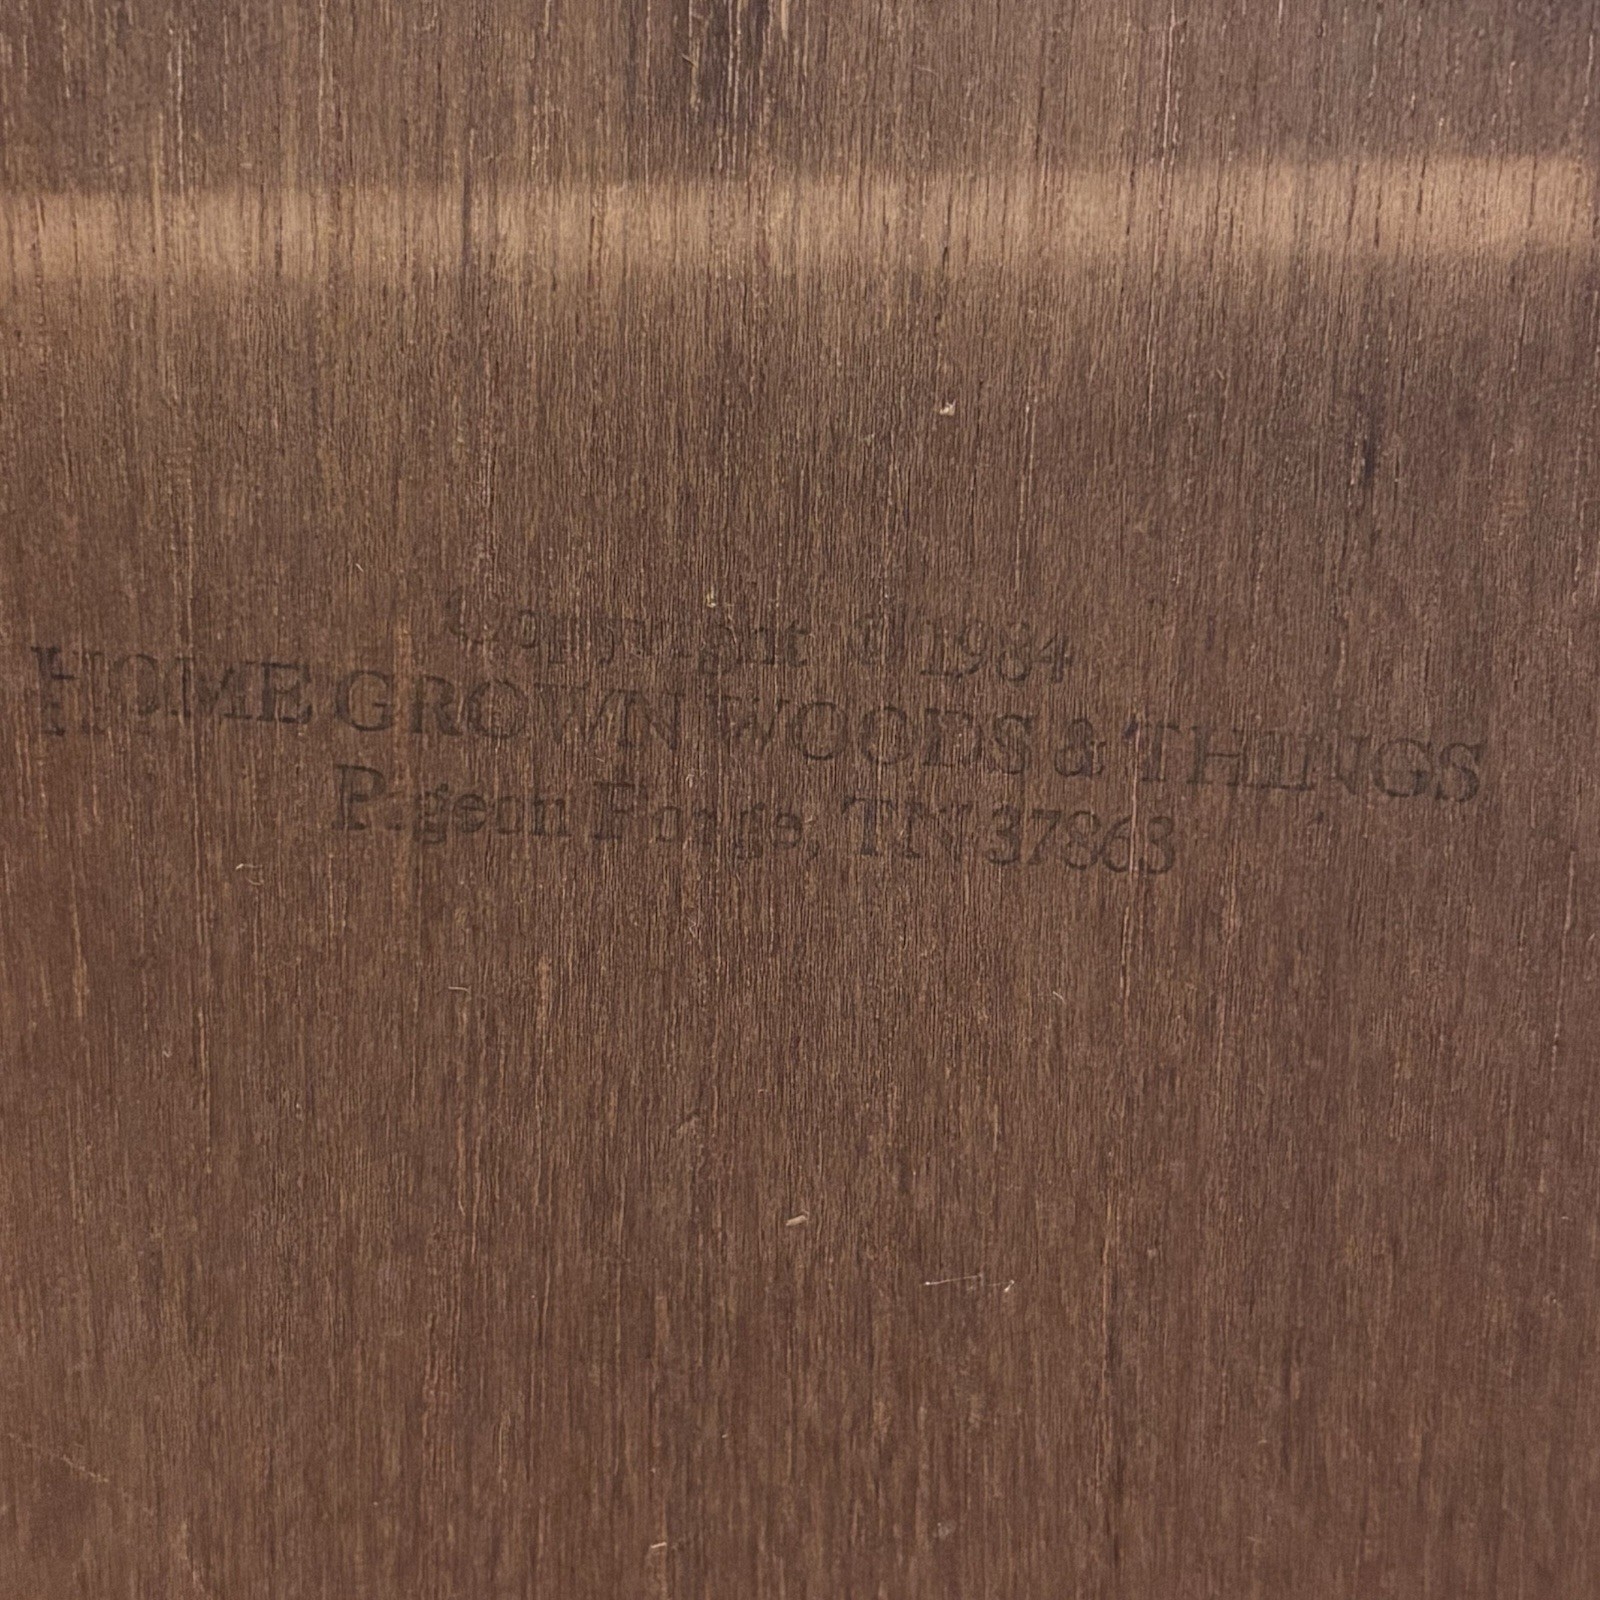 Copyright © 1984
HOME GROWN WOODS & THINGS
Pigeon Forge, TN 37863